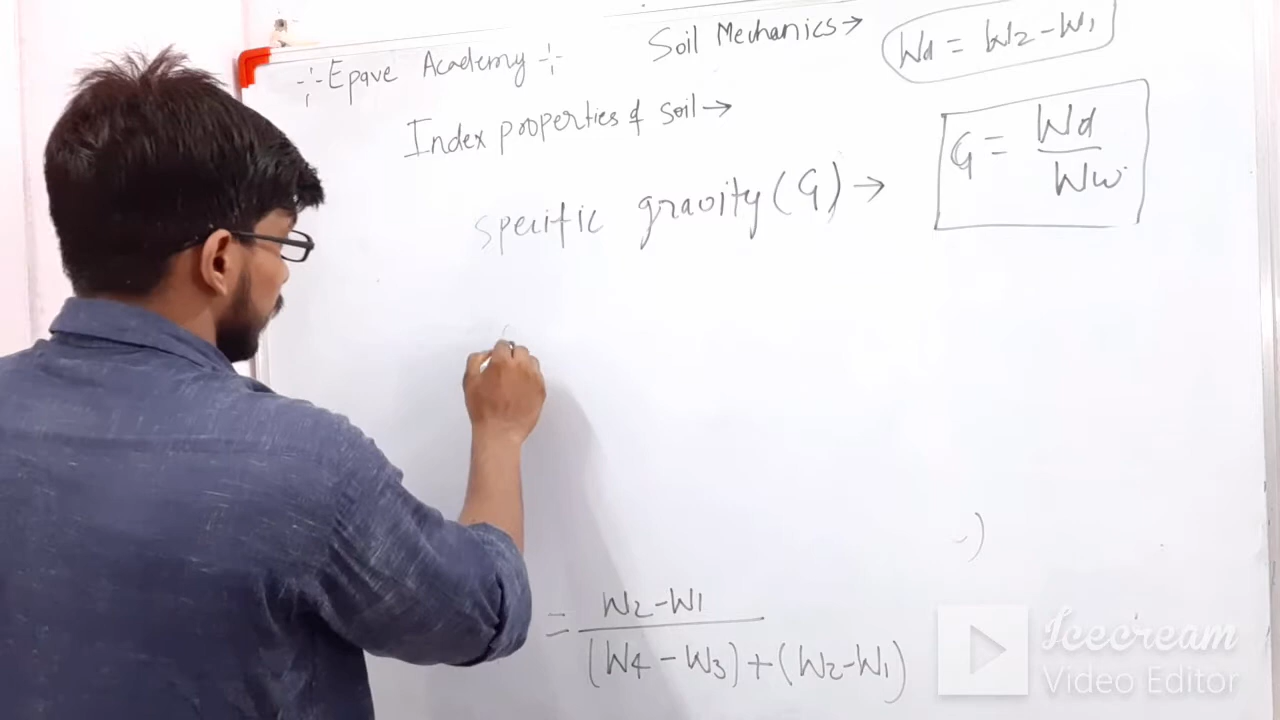 Soil Mechanics →
Wd = W2 - W1
Epave Academy
Index properties of soil →
G = Wd / Ww
specific gravity (G) →
= W2 - W1 / (W4 - W3) + (W2 - W1)
Icecream
Video Editor